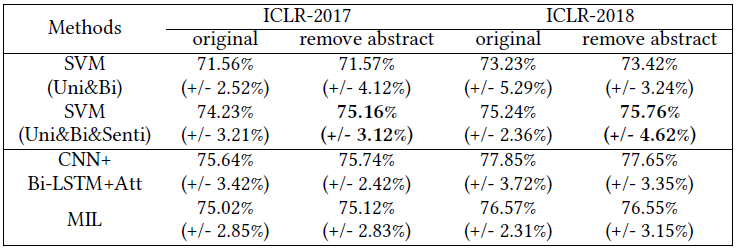 Methods ICLR-2017 ICLR-2018
original remove abstract original remove abstract
SVM 71.56% 71.57% 73.23% 73.42%
(Uni&Bi) (+/- 2.52%) (+/- 4.12%) (+/- 5.29%) (+/- 3.24%)
SVM 74.23% 75.16% 75.24% 75.76%
(Uni&Bi&Senti) (+/- 3.21%) (+/- 3.12%) (+/- 2.36%) (+/- 4.62%)
CNN+ 75.64% 75.74% 77.85% 77.65%
Bi-LSTM+Att (+/- 3.42%) (+/- 2.42%) (+/- 3.72%) (+/- 3.35%)
MIL 75.02% 75.12% 76.57% 76.55%
(+/- 2.85%) (+/- 2.83%) (+/- 2.31%) (+/- 3.15%)